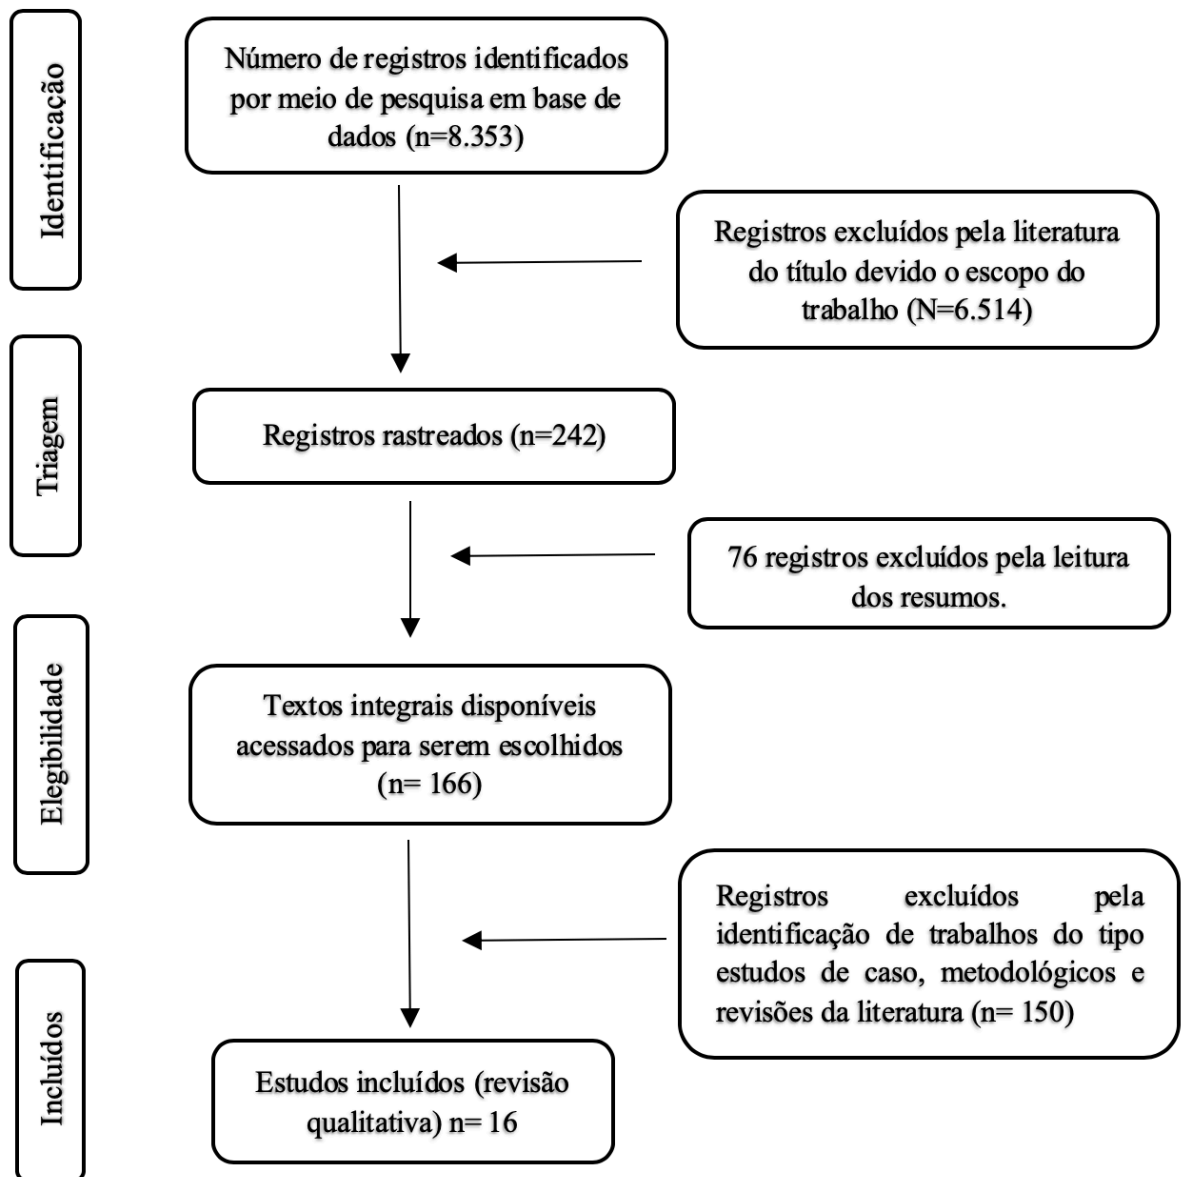 Identificação
Número de registros identificados
por meio de pesquisa em base de
dados (n=8.353)
Registros excluídos pela literatura
do título devido o escopo do
trabalho (N=6.514)
Triagem
Registros rastreados (n=242)
76 registros excluídos pela leitura
dos resumos.
Elegibilidade
Textos integrais disponíveis
acessados para serem escolhidos
(n= 166)
Registros excluídos pela
identificação de trabalhos do tipo
estudos de caso, metodológicos e
revisões da literatura (n= 150)
Incluídos
Estudos incluídos (revisão
qualitativa) n= 16